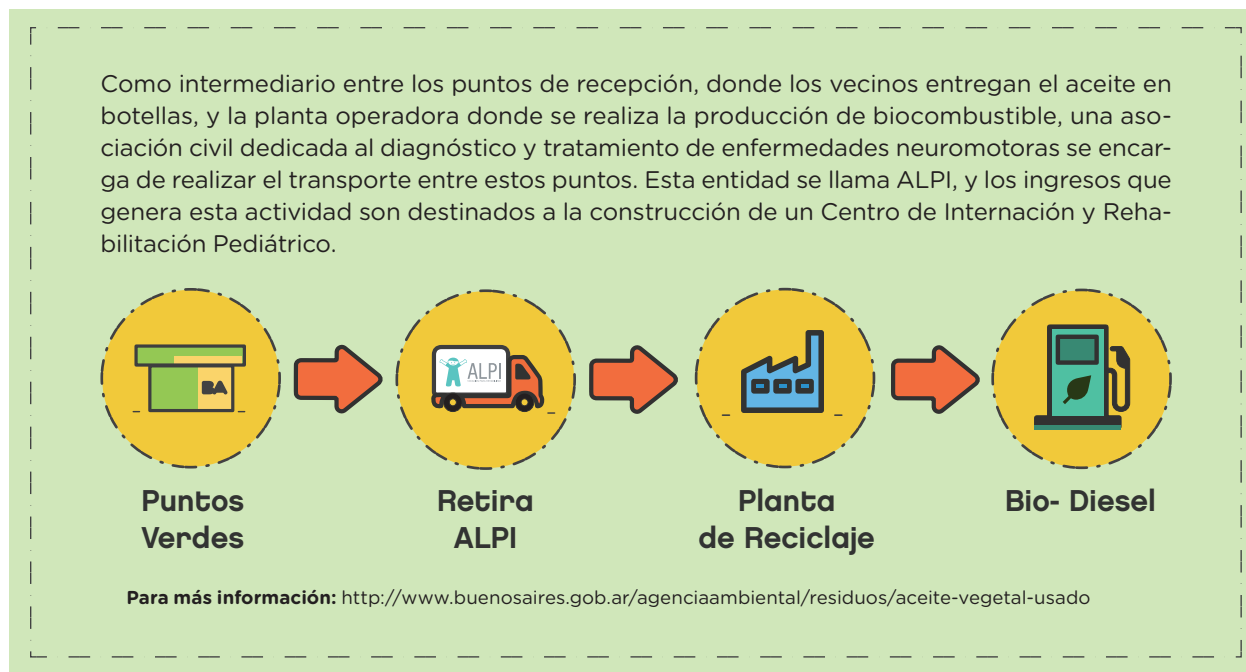 Como intermediario entre los puntos de recepción, donde los vecinos entregan el aceite en
botellas, y la planta operadora donde se realiza la producción de biocombustible, una aso-
ciación civil dedicada al diagnóstico y tratamiento de enfermedades neuromotoras se encar-
ga de realizar el transporte entre estos puntos. Esta entidad se llama ALPI, y los ingresos que
genera esta actividad son destinados a la construcción de un Centro de Internación y Reha-
bilitación Pediátrico.
BA
ALPI
Puntos
Verdes
Retira
ALPI
Planta
de Reciclaje
Bio- Diesel
Para más información: http://www.buenosaires.gob.ar/agenciaambiental/residuos/aceite-vegetal-usado